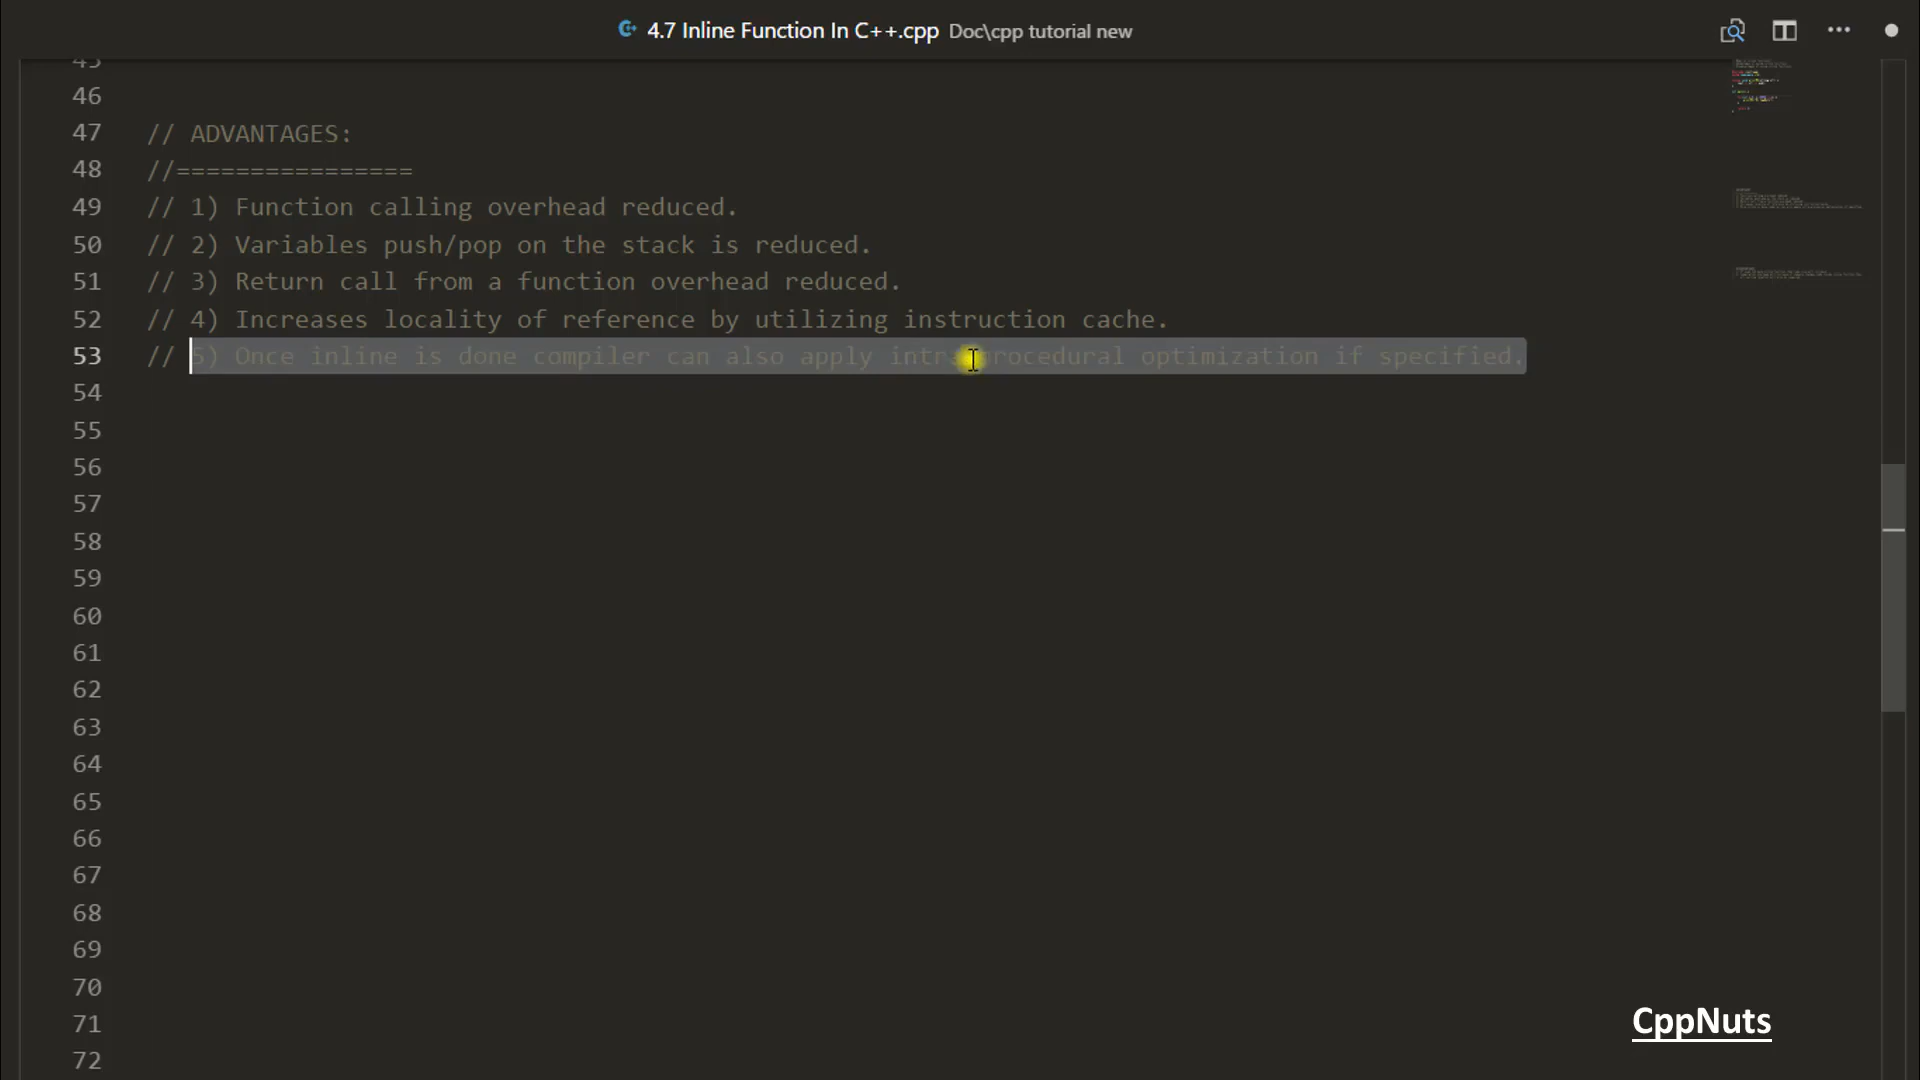 4.7 Inline Function In C++.cpp Doc\cpp tutorial new
45
46
47 // ADVANTAGES:
48 //================
49 // 1) Function calling overhead reduced.
50 // 2) Variables push/pop on the stack is reduced.
51 // 3) Return call from a function overhead reduced.
52 // 4) Increases locality of reference by utilizing instruction cache.
53 // 5) Once inline is done compiler can also apply intraprocedural optimization if specified.
54
55
56
57
58
59
60
61
62
63
64
65
66
67
68
69
70
71
72
CppNuts